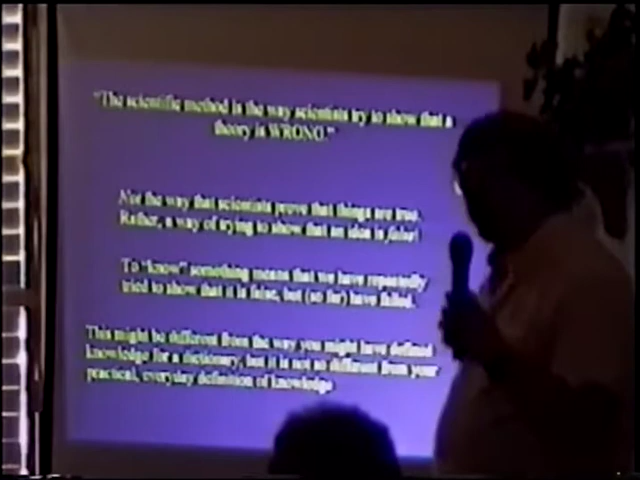 "The scientific method is the way scientists try to show that a
theory is WRONG."
Not the way that scientists prove that things are true.
Rather, a way of trying to show that an idea is false!
To "know" something means that we have repeatedly
tried to show that it is false, but (so far) have failed.
This might be different from the way you might have defined
knowledge for a dictionary, but it is not so different from your
practical, everyday definition of knowledge